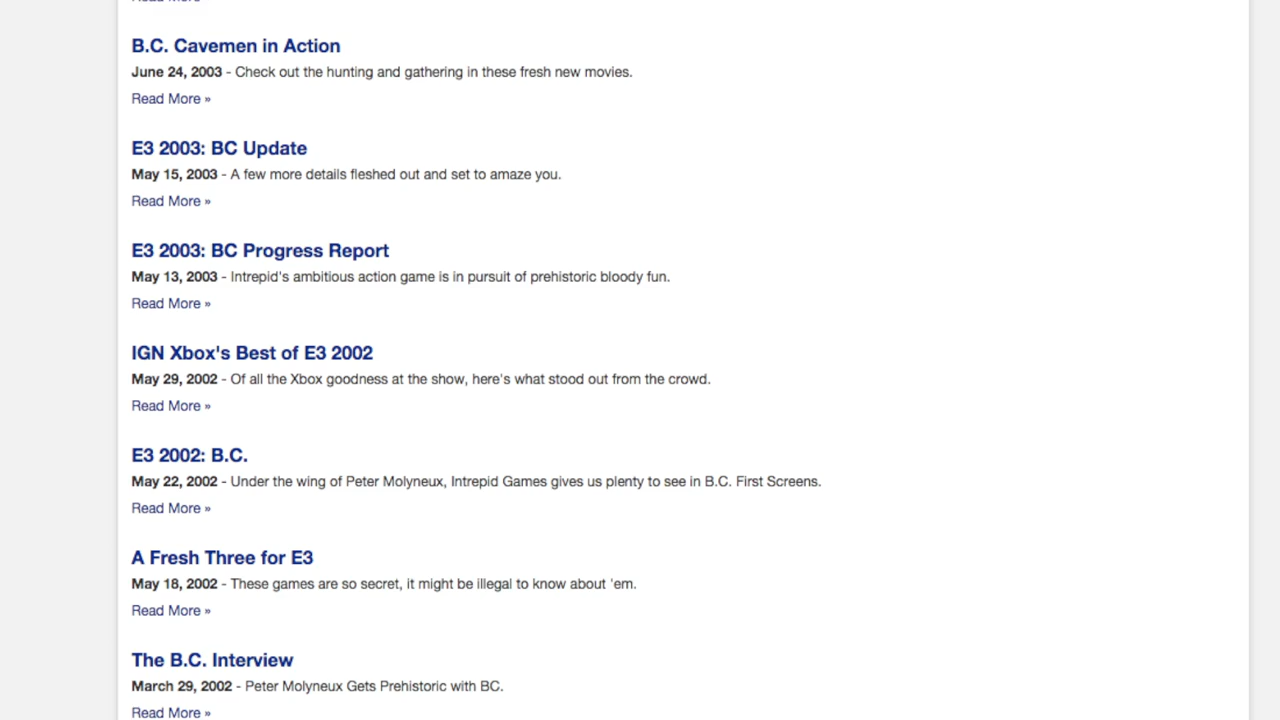 Read More »
B.C. Cavemen in Action
June 24, 2003 - Check out the hunting and gathering in these fresh new movies.
Read More »
E3 2003: BC Update
May 15, 2003 - A few more details fleshed out and set to amaze you.
Read More »
E3 2003: BC Progress Report
May 13, 2003 - Intrepid's ambitious action game is in pursuit of prehistoric bloody fun.
Read More »
IGN Xbox's Best of E3 2002
May 29, 2002 - Of all the Xbox goodness at the show, here's what stood out from the crowd.
Read More »
E3 2002: B.C.
May 22, 2002 - Under the wing of Peter Molyneux, Intrepid Games gives us plenty to see in B.C. First Screens.
Read More »
A Fresh Three for E3
May 18, 2002 - These games are so secret, it might be illegal to know about 'em.
Read More »
The B.C. Interview
March 29, 2002 - Peter Molyneux Gets Prehistoric with BC.
Read More »